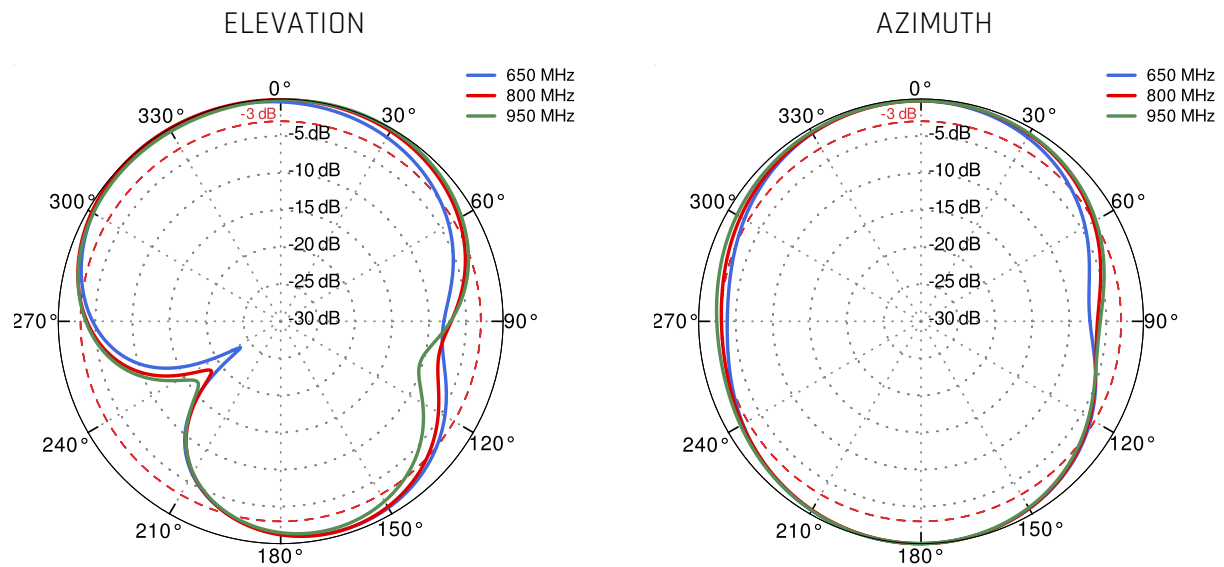 ELEVATION
650 MHz
800 MHz
950 MHz
0°
330°
-3 dB
30°
-5 dB
-10 dB
300°
60°
-15 dB
-20 dB
-25 dB
270°
-30 dB
90°
240°
120°
210°
150°
180°
AZIMUTH
650 MHz
800 MHz
950 MHz
0°
330°
-3 dB
30°
-5 dB
-10 dB
300°
60°
-15 dB
-20 dB
-25 dB
270°
-30 dB
90°
240°
120°
210°
150°
180°